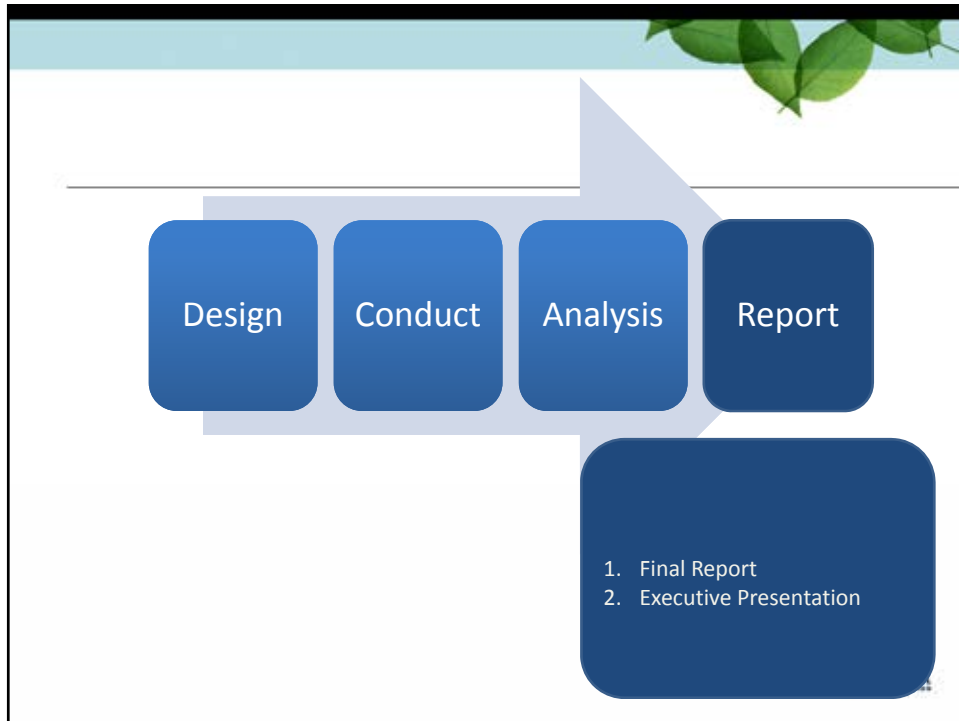 Design
Conduct
Analysis
Report
1. Final Report
2. Executive Presentation